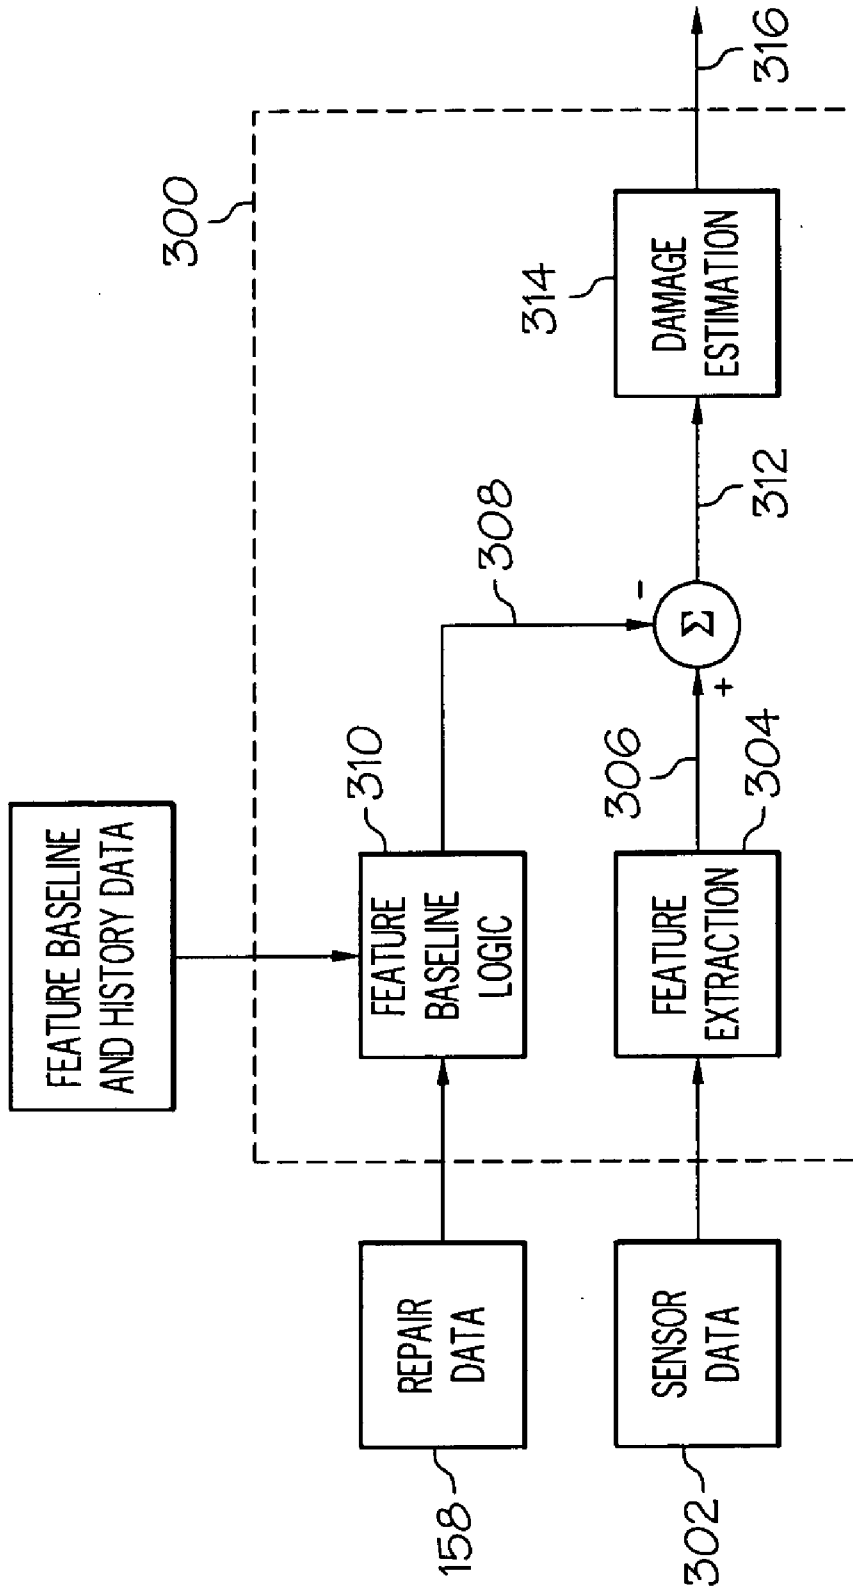 FEATURE BASELINE
AND HISTORY DATA
300
158
REPAIR
DATA
310
FEATURE
BASELINE
LOGIC
308
302
SENSOR
DATA
304
FEATURE
EXTRACTION
306
+
-
Σ
312
314
DAMAGE
ESTIMATION
316